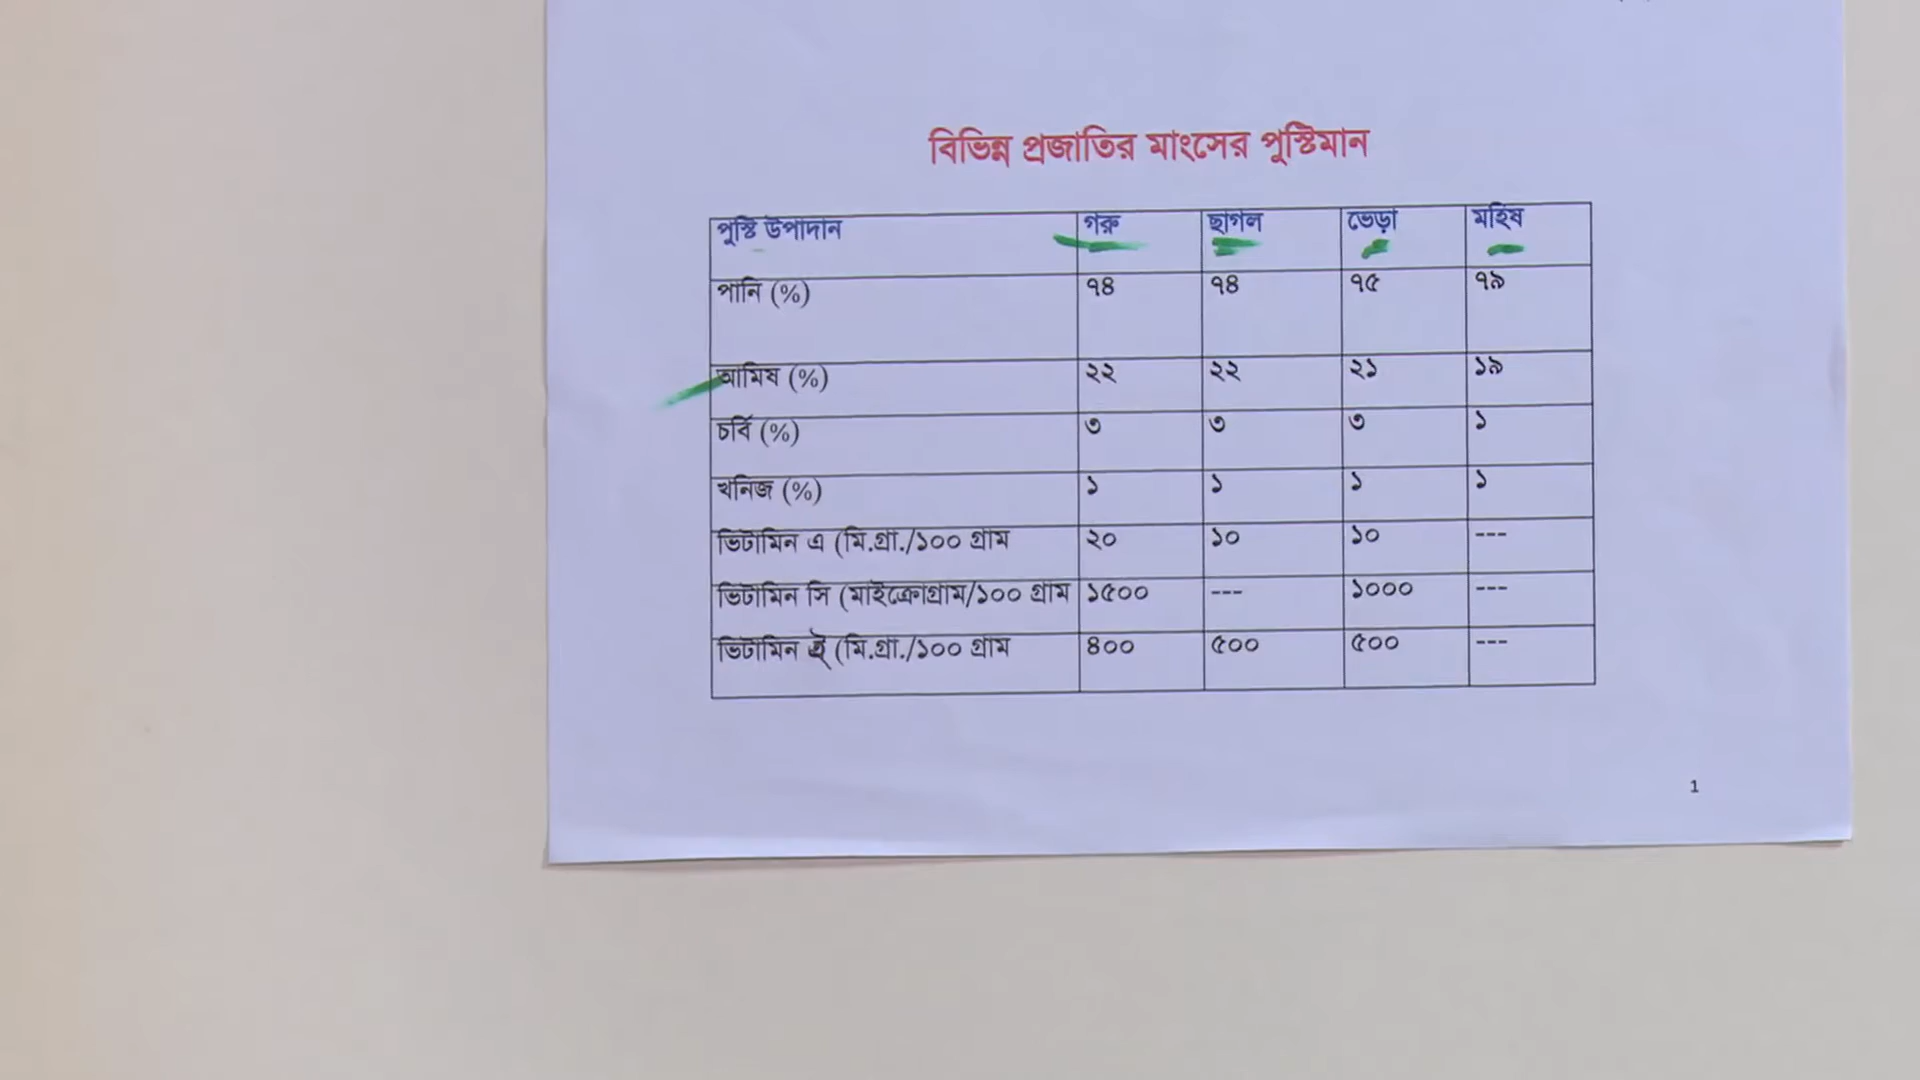 বিভিন্ন প্রজাতির মাংসের পুষ্টিমান
পুষ্টি উপাদান গরু ছাগল ভেড়া মহিষ
পানি (%) ৭৪ ৭৪ ৭৫ ৭৯
আমিষ (%) ২২ ২২ ২১ ১৯
চর্বি (%) ৩ ৩ ৩ ১
খনিজ (%) ১ ১ ১ ১
ভিটামিন এ (মি.গ্রা./১০০ গ্রাম ২০ ১০ ১০ ---
ভিটামিন সি (মাইক্রোগ্রাম/১০০ গ্রাম ১৫০০ --- ১০০০ ---
ভিটামিন ই (মি.গ্রা./১০০ গ্রাম ৪০০ ৫০০ ৫০০ ---
1